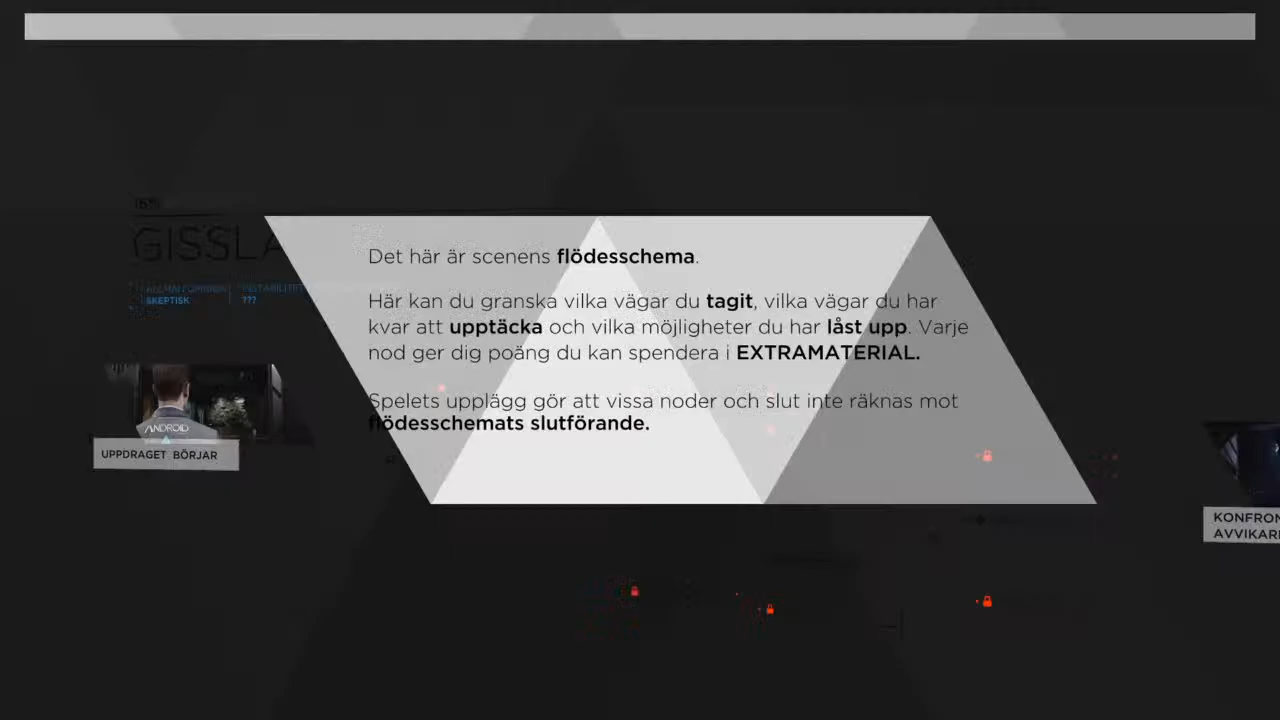 GISSLA
SKEPTISK
???
Det här är scenens flödesschema.
Här kan du granska vilka vägar du tagit, vilka vägar du har
kvar att upptäcka och vilka möjligheter du har låst upp. Varje
nod ger dig poäng du kan spendera i EXTRAMATERIAL.
Spelets upplägg gör att vissa noder och slut inte räknas mot
flödesschemats slutförande.
ANDROID
UPPDRAGET BÖRJAR
KONFRON
AVVIKAR